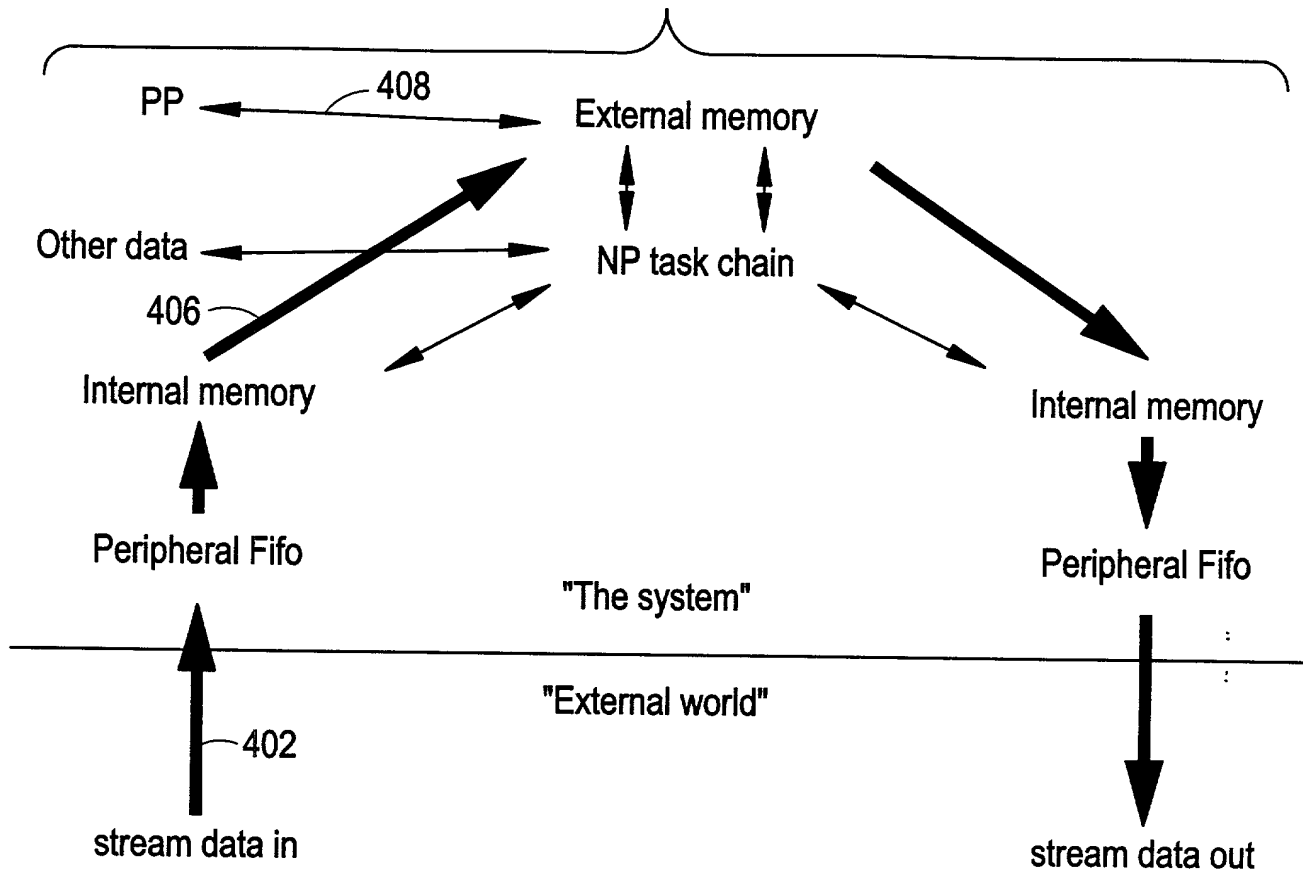 PP
408
External memory
Other data
NP task chain
406
Internal memory
Internal memory
Peripheral Fifo
Peripheral Fifo
"The system"
"External world"
402
stream data in
stream data out